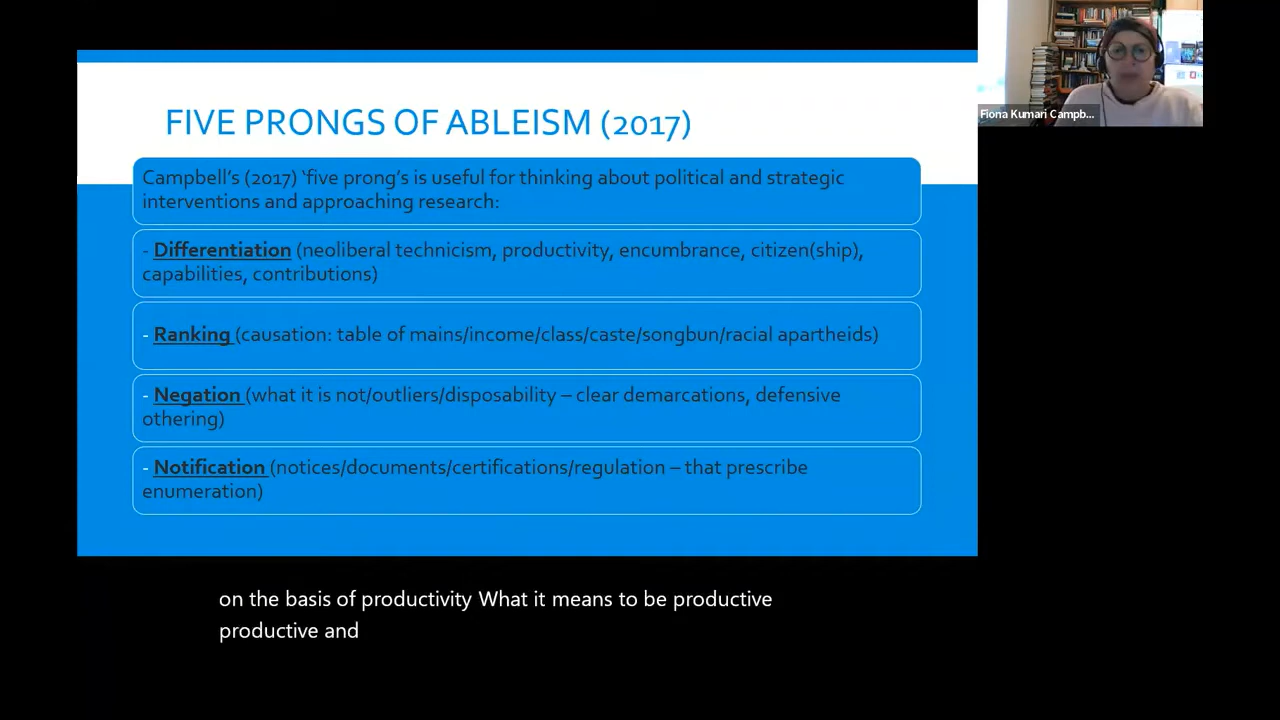 FIVE PRONGS OF ABLEISM (2017)
Campbell's (2017) 'five prong's is useful for thinking about political and strategic
interventions and approaching research:
- Differentiation (neoliberal technicism, productivity, encumbrance, citizen(ship),
capabilities, contributions)
- Ranking (causation: table of mains/income/class/caste/songbun/racial apartheids)
- Negation (what it is not/outliers/disposability – clear demarcations, defensive
othering)
- Notification (notices/documents/certifications/regulation – that prescribe
enumeration)
Fiona Kumari Campb...
on the basis of productivity What it means to be productive
productive and